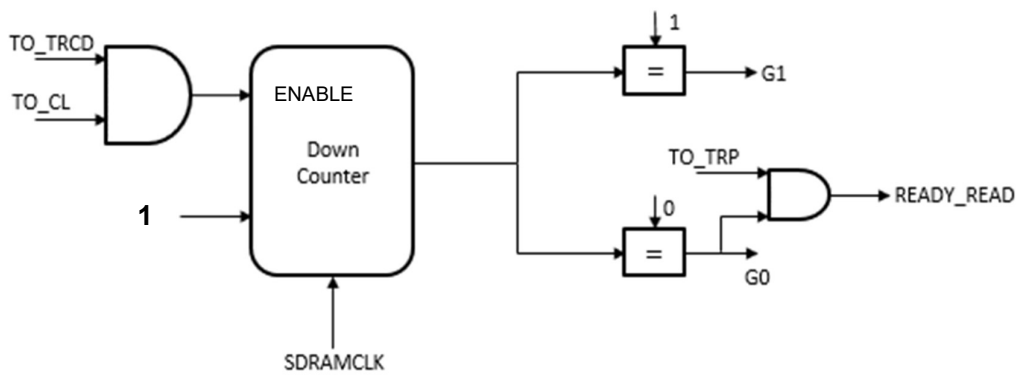 TO_TRCD
TO_CL
ENABLE
Down
Counter
1
SDRAMCLK
1
=
G1
TO_TRP
READY_READ
0
=
G0